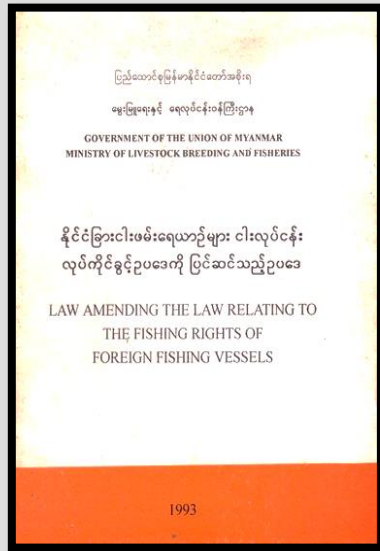 ပြည်ထောင်စုမြန်မာနိုင်ငံတော်အစိုးရ
မွေးမြူရေးနှင့် ရေလုပ်ငန်းဝန်ကြီးဌာန
GOVERNMENT OF THE UNION OF MYANMAR
MINISTRY OF LIVESTOCK BREEDING AND FISHERIES
နိုင်ငံခြားငါးဖမ်းရေယာဉ်များ ငါးလုပ်ငန်း
လုပ်ကိုင်ခွင့်ဥပဒေကို ပြင်ဆင်သည့်ဥပဒေ
LAW AMENDING THE LAW RELATING TO
THE FISHING RIGHTS OF
FOREIGN FISHING VESSELS
1993